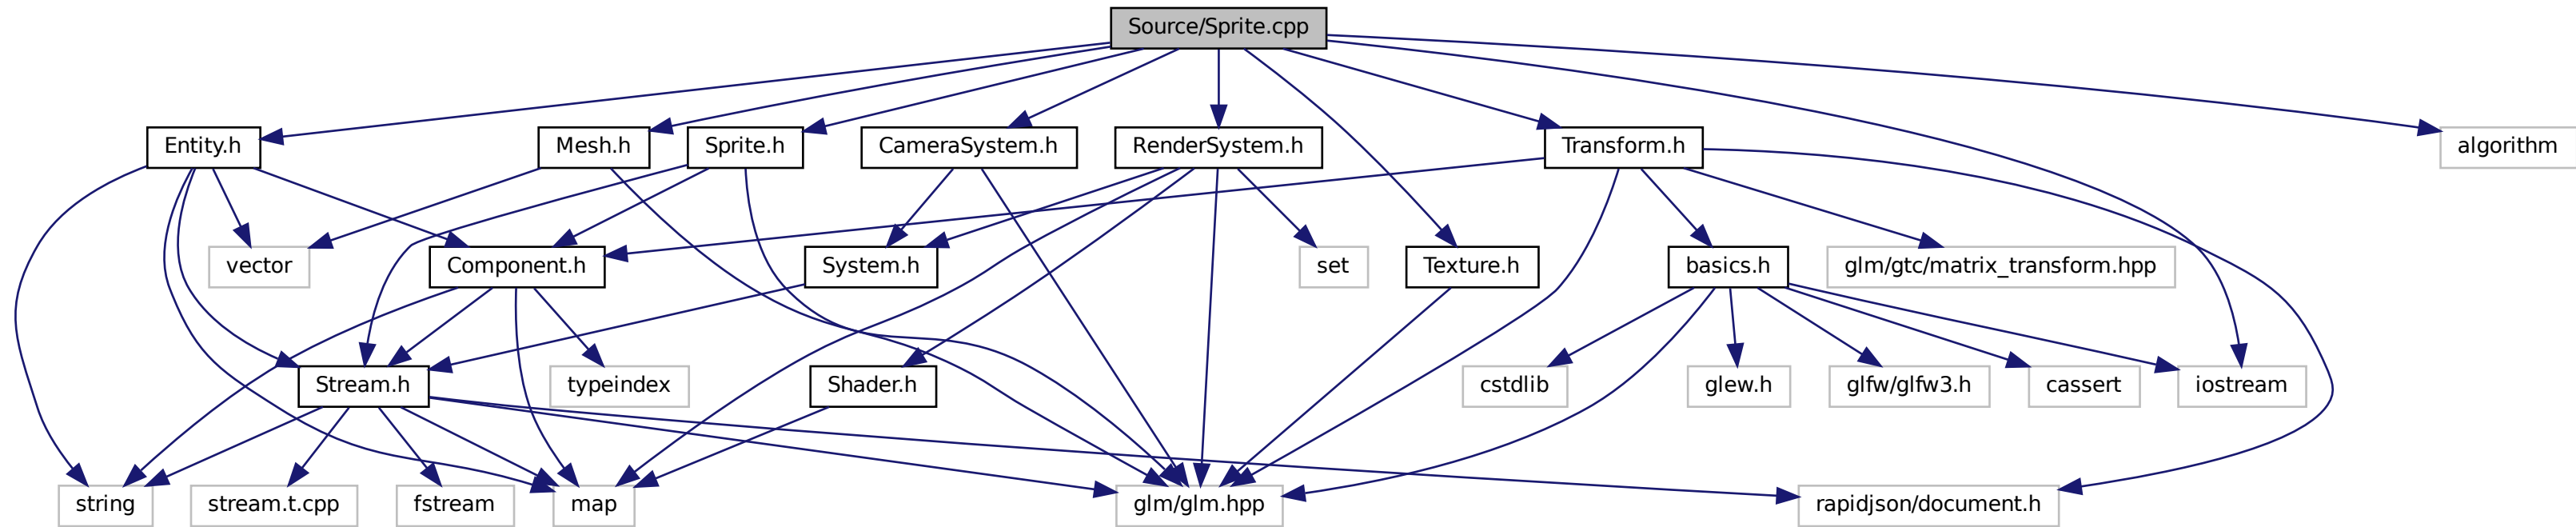 Source/Sprite.cpp
Entity.h
Mesh.h
Sprite.h
CameraSystem.h
RenderSystem.h
Transform.h
algorithm
vector
Component.h
System.h
set
Texture.h
basics.h
glm/gtc/matrix_transform.hpp
Stream.h
typeindex
Shader.h
cstdlib
glew.h
glfw/glfw3.h
cassert
iostream
string
stream.t.cpp
fstream
map
glm/glm.hpp
rapidjson/document.h